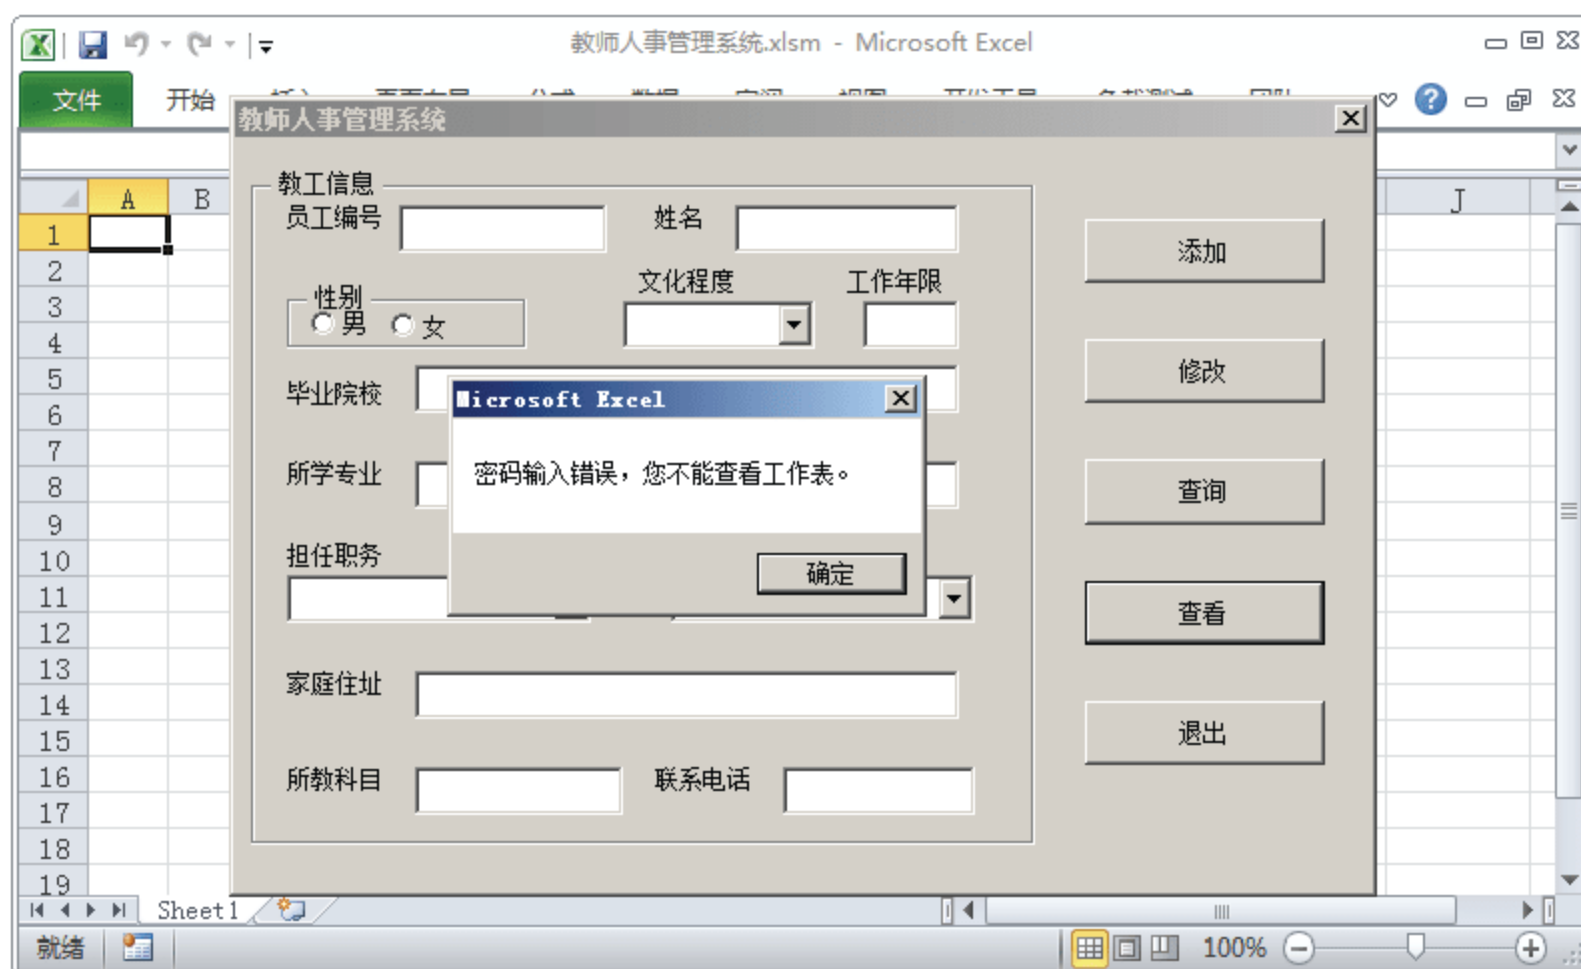 教师人事管理系统.xlsm - Microsoft Excel
文件 开始
教师人事管理系统
A B J
教工信息
员工编号 姓名 添加
文化程度 工作年限
性别
男 女
毕业院校 修改
Microsoft Excel
所学专业 密码输入错误，您不能查看工作表。 查询
担任职务 确定
查看
家庭住址
退出
所教科目 联系电话
1
2
3
4
5
6
7
8
9
10
11
12
13
14
15
16
17
18
19
Sheet1
就绪 100%